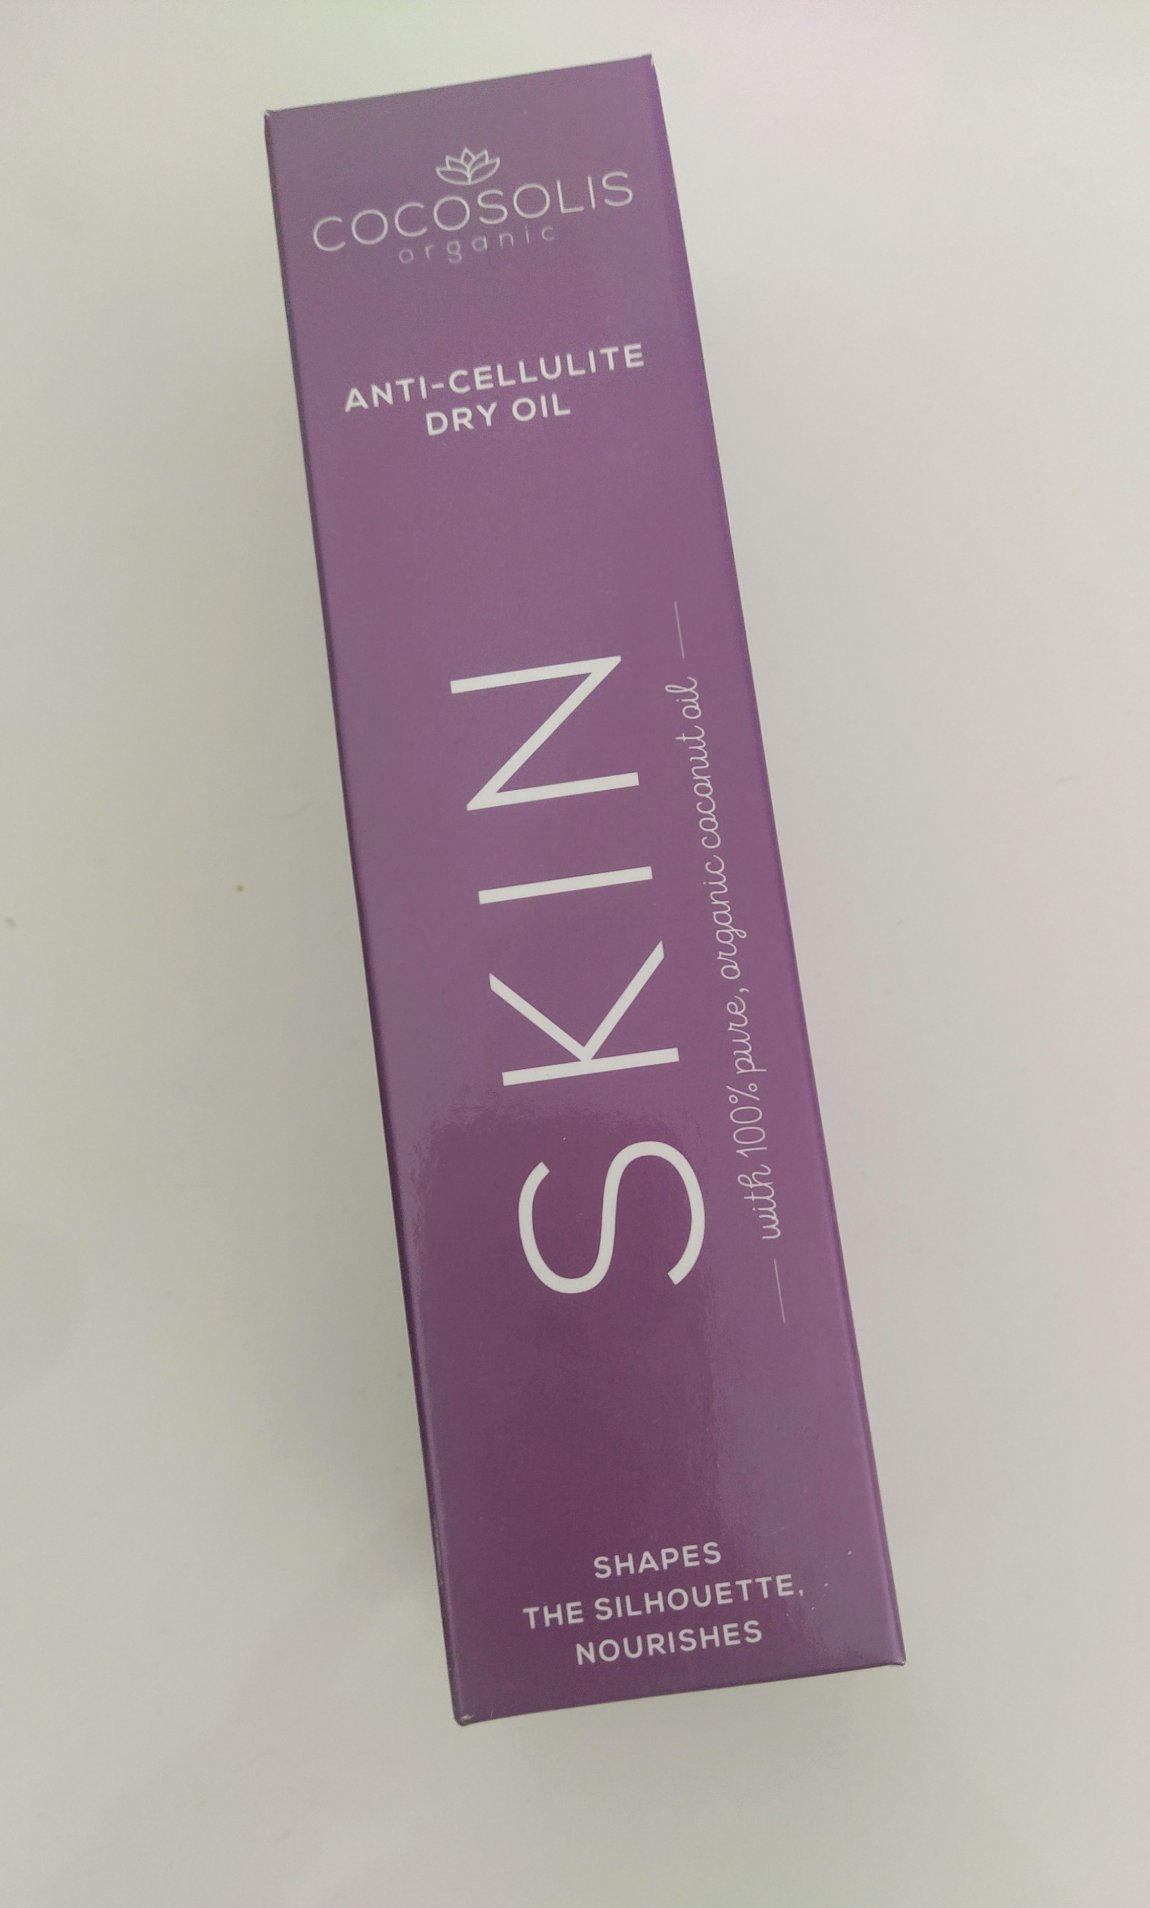 COCOSOLIS
organic
ANTI-CELLULITE
DRY OIL
SKIN
with 100% pure, organic coconut oil
SHAPES
THE SILHOUETTE,
NOURISHES